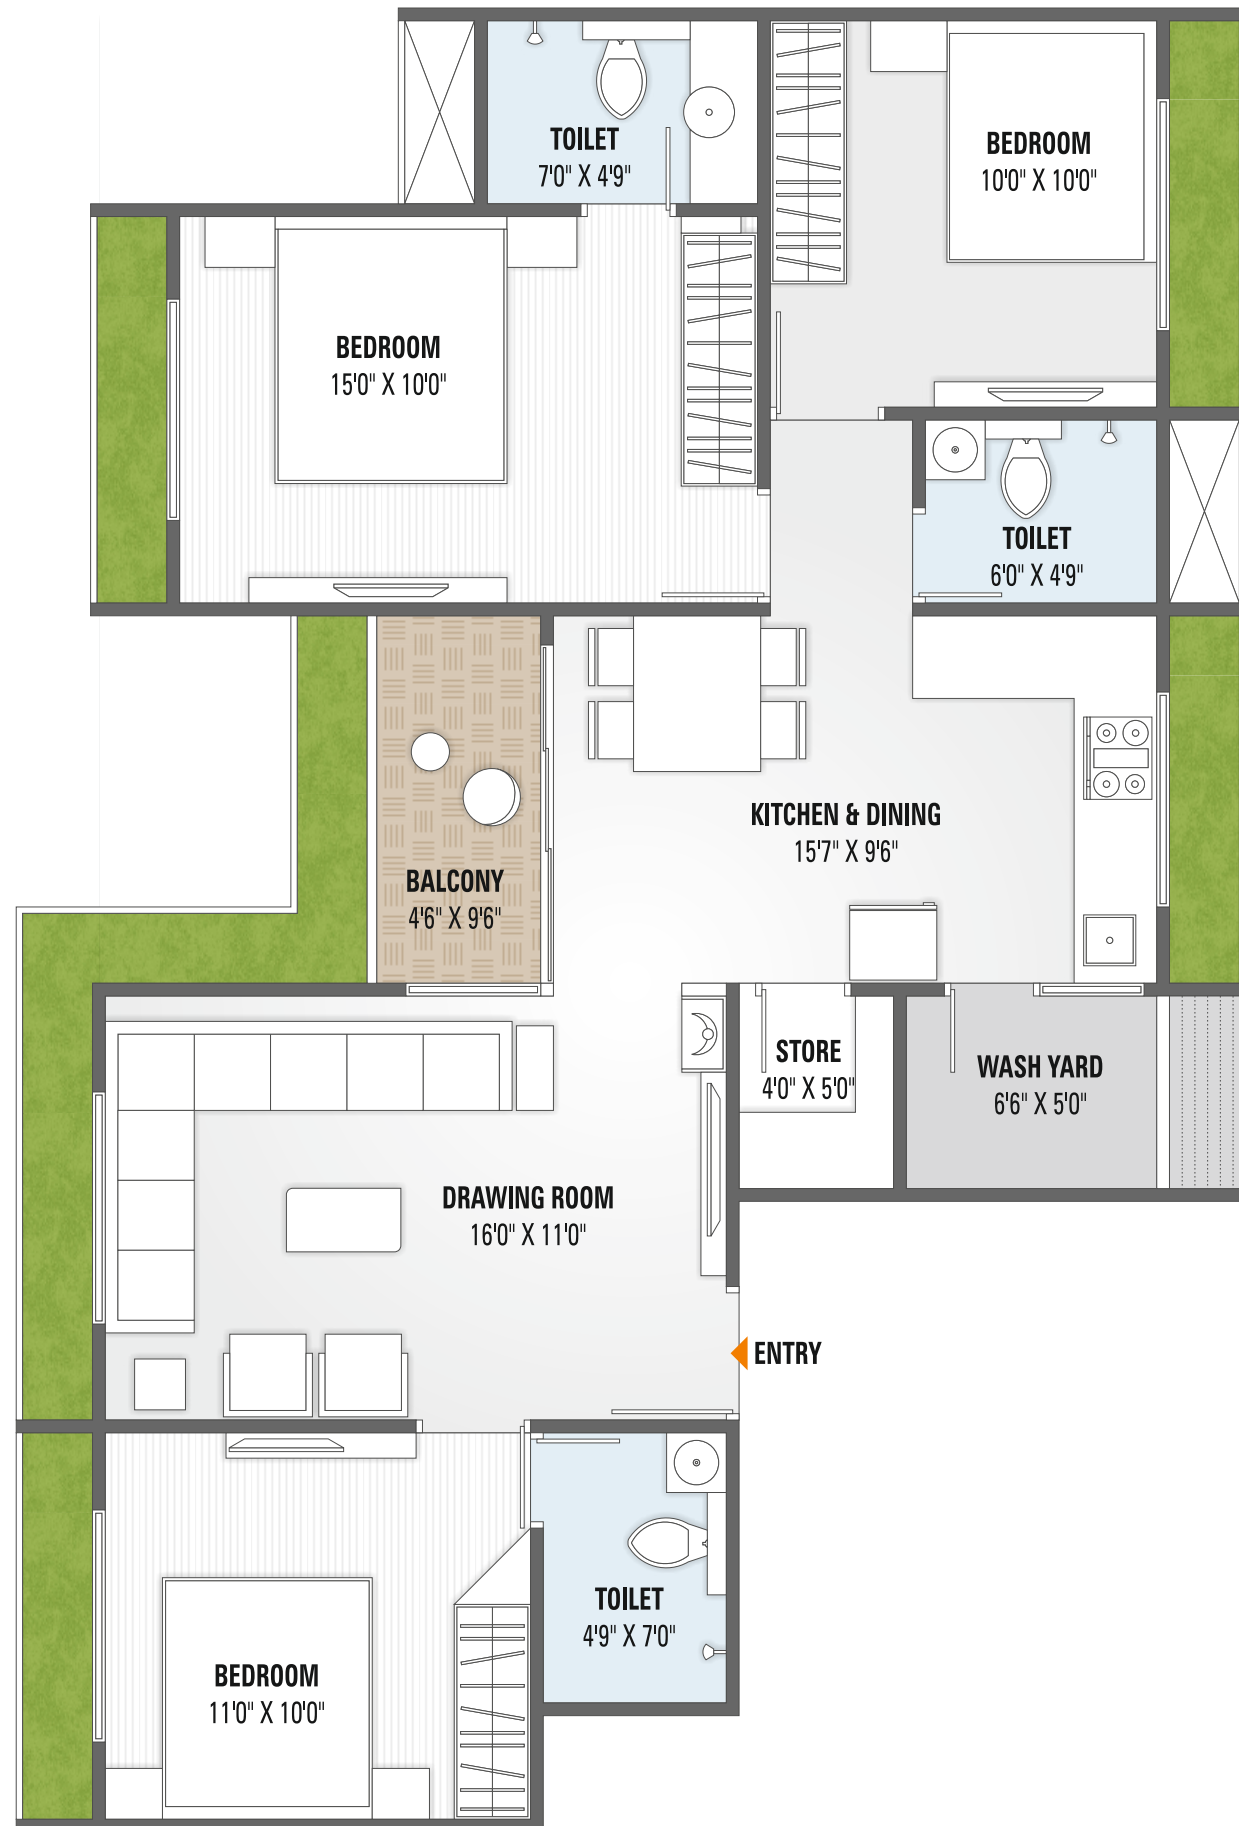 TOILET
7'0" X 4'9"
BEDROOM
10'0" X 10'0"
BEDROOM
15'0" X 10'0"
TOILET
6'0" X 4'9"
KITCHEN & DINING
15'7" X 9'6"
BALCONY
4'6" X 9'6"
STORE
4'0" X 5'0"
WASH YARD
6'6" X 5'0"
DRAWING ROOM
16'0" X 11'0"
ENTRY
TOILET
4'9" X 7'0"
BEDROOM
11'0" X 10'0"